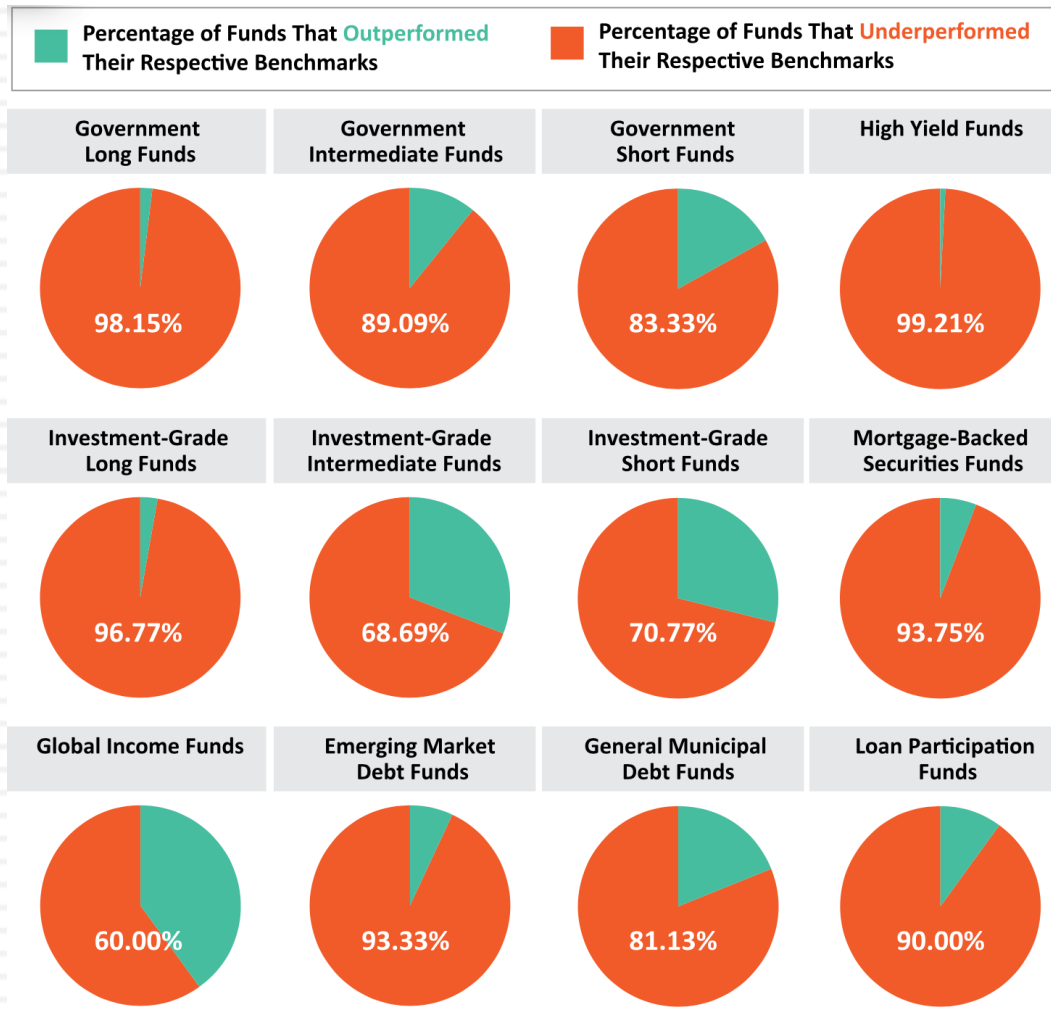 Percentage of Funds That Outperformed
Their Respective Benchmarks
Percentage of Funds That Underperformed
Their Respective Benchmarks
Government
Long Funds
Government
Intermediate Funds
Government
Short Funds
High Yield Funds
98.15%
89.09%
83.33%
99.21%
Investment-Grade
Long Funds
Investment-Grade
Intermediate Funds
Investment-Grade
Short Funds
Mortgage-Backed
Securities Funds
96.77%
68.69%
70.77%
93.75%
Global Income Funds
Emerging Market
Debt Funds
General Municipal
Debt Funds
Loan Participation
Funds
60.00%
93.33%
81.13%
90.00%